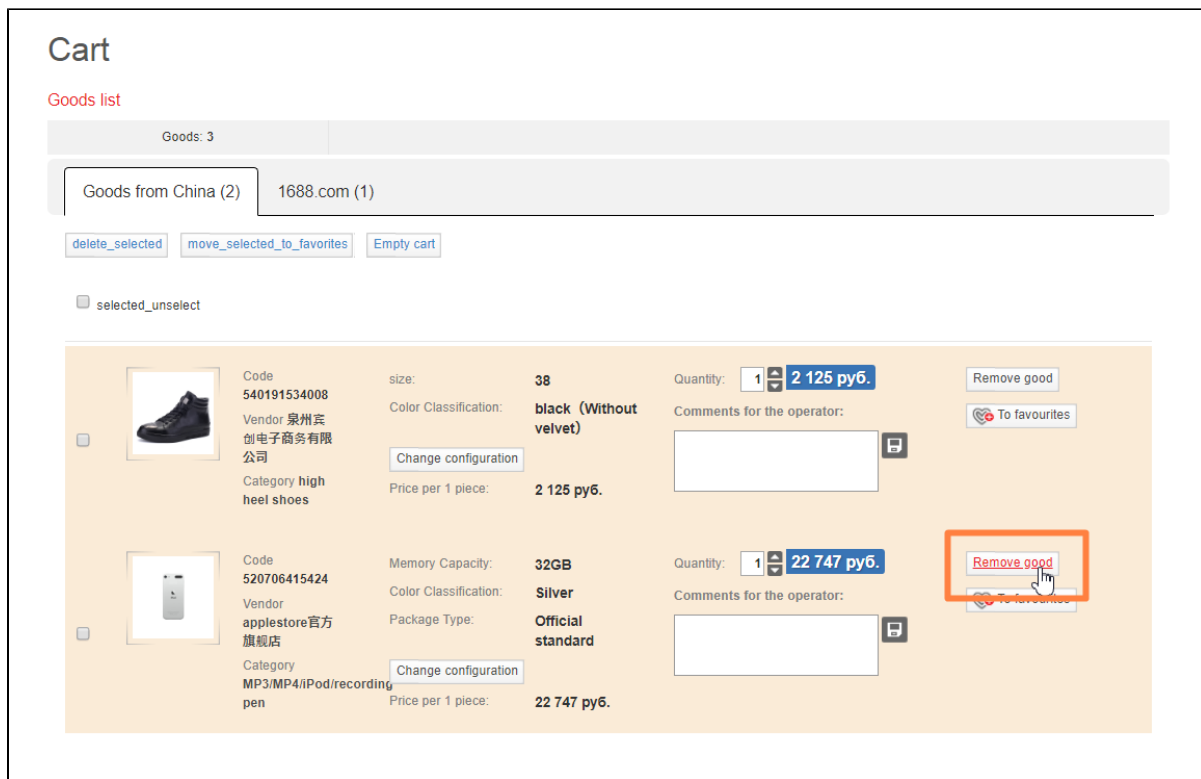 Cart
Goods list
Goods: 3
Goods from China (2)
1688.com (1)
delete_selected
move_selected_to_favorites
Empty cart
selected_unselect
Code
540191534008
Vendor 泉州宾
创电子商务有限
公司
Category high
heel shoes
size:
38
Color Classification:
black（Without
velvet）
Change configuration
Price per 1 piece:
2 125 руб.
Quantity:
1
2 125 руб.
Comments for the operator:
Remove good
To favourites
Code
520706415424
Vendor
applestore官方
旗舰店
Category
MP3/MP4/iPod/recording
pen
Memory Capacity:
32GB
Color Classification:
Silver
Package Type:
Official
standard
Change configuration
Price per 1 piece:
22 747 руб.
Quantity:
1
22 747 руб.
Comments for the operator:
Remove good
To favourites